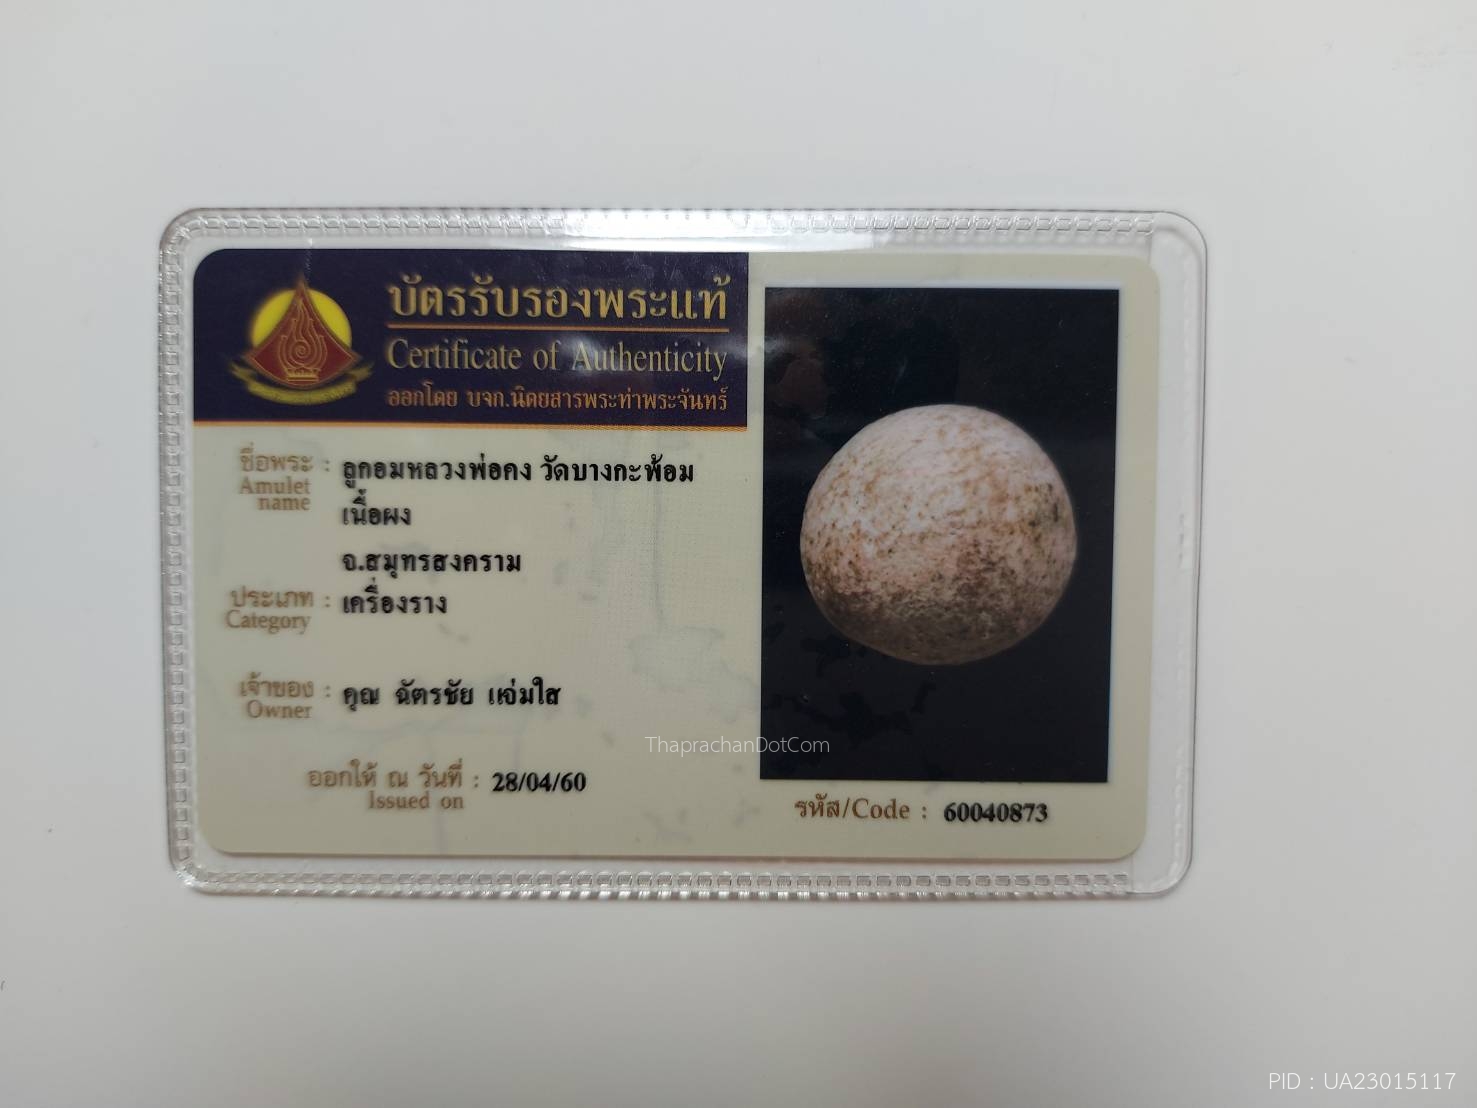 บัตรรับรองพระแท้
Certificate of Authenticity
ออกโดย บจก.นิตยสารพระท่าพระจันทร์
ชื่อพระ : ลูกอมหลวงพ่อคง วัดบางกะพ้อม
Amulet name
เนื้อผง
จ.สมุทรสงคราม
ประเภท : เครื่องราง
Category
เจ้าของ : คุณ ฉัตรชัย แจ่มใส
Owner
ออกให้ ณ วันที่ : 28/04/60
Issued on
รหัส/Code : 60040873
ThaprachanDotCom
PID : UA23015117